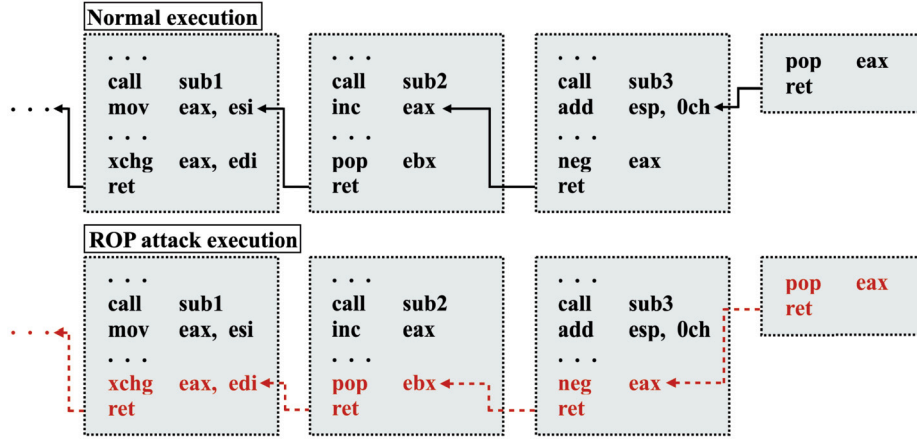 Normal execution
. . .
call sub1
mov eax, esi
. . .
xchg eax, edi
ret
. . .
. . .
call sub2
inc eax
. . .
pop ebx
ret
. . .
call sub3
add esp, 0ch
. . .
neg eax
ret
pop eax
ret
ROP attack execution
. . .
call sub1
mov eax, esi
. . .
xchg eax, edi
ret
. . .
. . .
call sub2
inc eax
. . .
pop ebx
ret
. . .
call sub3
add esp, 0ch
. . .
neg eax
ret
pop eax
ret